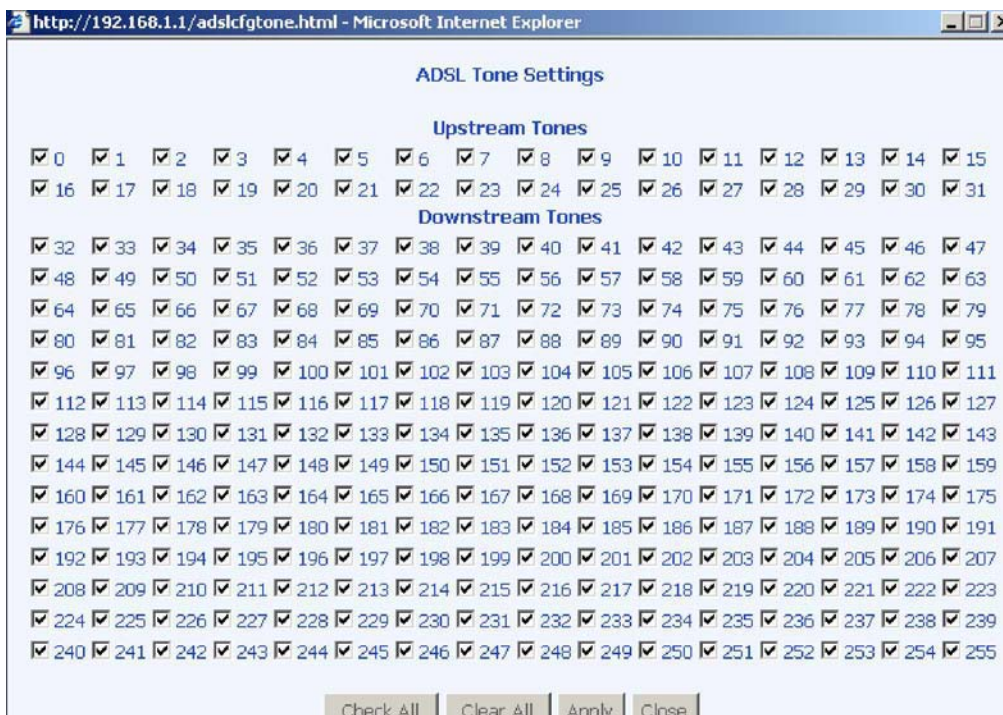 http://192.168.1.1/adslcfgtone.html - Microsoft Internet Explorer
ADSL Tone Settings
Upstream Tones
0 1 2 3 4 5 6 7 8 9 10 11 12 13 14 15
16 17 18 19 20 21 22 23 24 25 26 27 28 29 30 31
Downstream Tones
32 33 34 35 36 37 38 39 40 41 42 43 44 45 46 47
48 49 50 51 52 53 54 55 56 57 58 59 60 61 62 63
64 65 66 67 68 69 70 71 72 73 74 75 76 77 78 79
80 81 82 83 84 85 86 87 88 89 90 91 92 93 94 95
96 97 98 99 100 101 102 103 104 105 106 107 108 109 110 111
112 113 114 115 116 117 118 119 120 121 122 123 124 125 126 127
128 129 130 131 132 133 134 135 136 137 138 139 140 141 142 143
144 145 146 147 148 149 150 151 152 153 154 155 156 157 158 159
160 161 162 163 164 165 166 167 168 169 170 171 172 173 174 175
176 177 178 179 180 181 182 183 184 185 186 187 188 189 190 191
192 193 194 195 196 197 198 199 200 201 202 203 204 205 206 207
208 209 210 211 212 213 214 215 216 217 218 219 220 221 222 223
224 225 226 227 228 229 230 231 232 233 234 235 236 237 238 239
240 241 242 243 244 245 246 247 248 249 250 251 252 253 254 255
Check All Clear All Apply Close